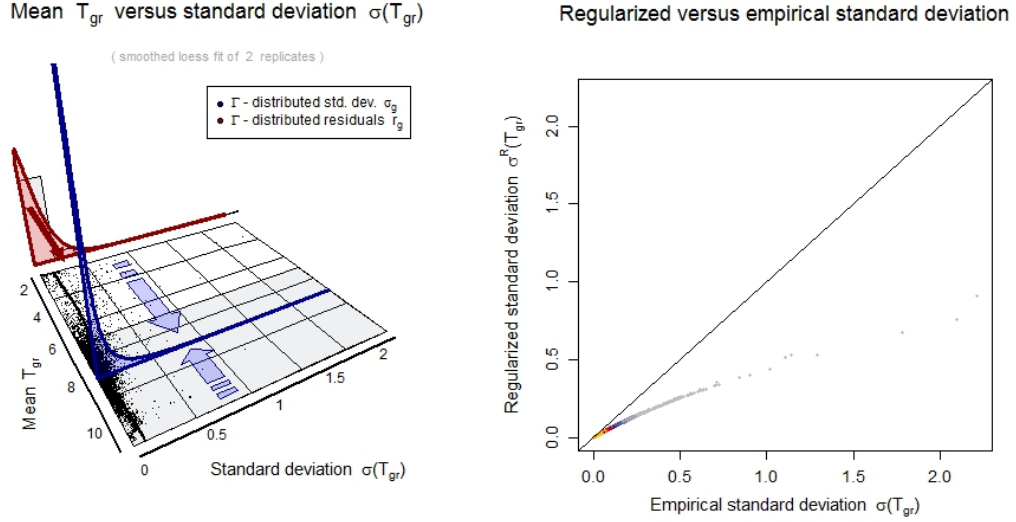 Mean T_gr versus standard deviation σ(T_gr)
( smoothed loess fit of 2 replicates )
Γ - distributed std. dev. σ_g
Γ - distributed residuals r_g
2
4
6
8
10
Mean T_gr
0
0.5
1
1.5
2
Standard deviation σ(T_gr)
Regularized versus empirical standard deviation
2.0
1.5
1.0
0.5
0.0
Regularized standard deviation σ^R(T_gr)
0.0 0.5 1.0 1.5 2.0
Empirical standard deviation σ(T_gr)